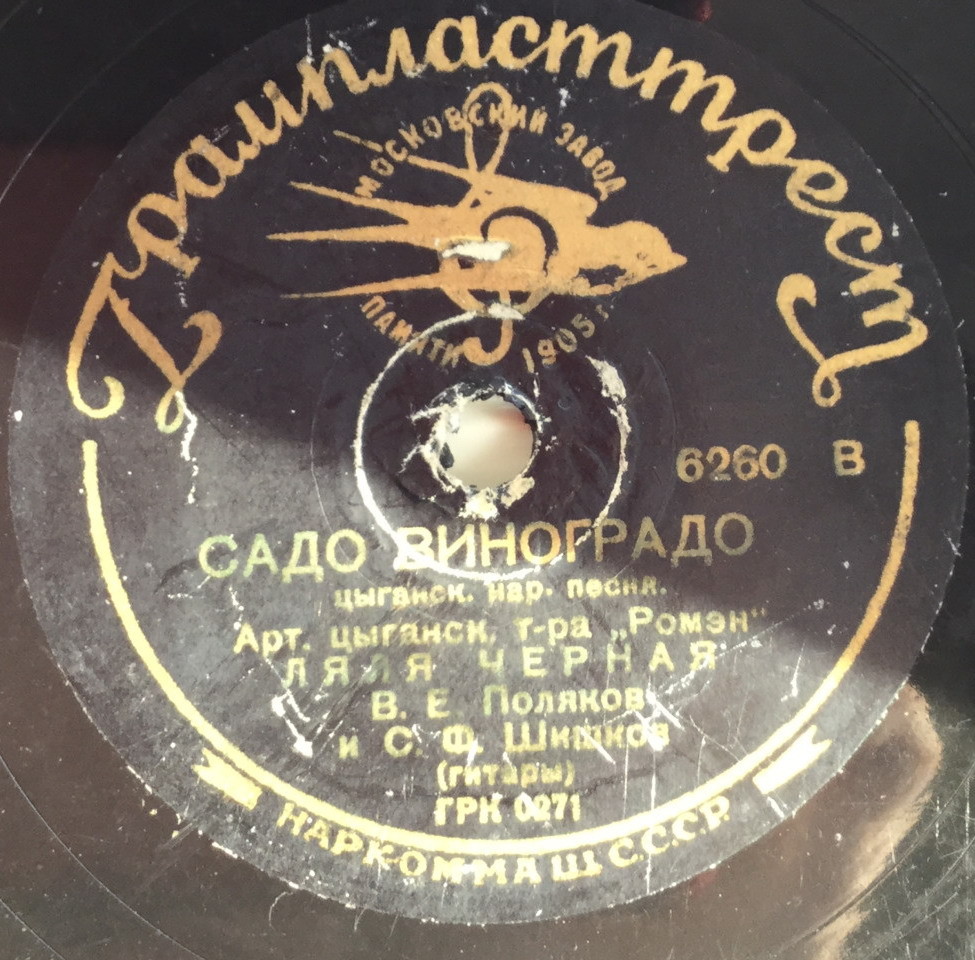 Грампласттрест
МОСКОВСКИЙ ЗАВОД
ПАМЯТИ 1905 г.
6260 В
САДО ВИНОГРАДО
цыганск. нар. песня.
Арт. цыганск. т-ра „Ромэн“
ЛЯЛЯ ЧЕРНАЯ
В. Е. Поляков
и С. Ф. Шишков
(гитары)
ГРК 0271
НАРКОММАШ С.С.С.Р.